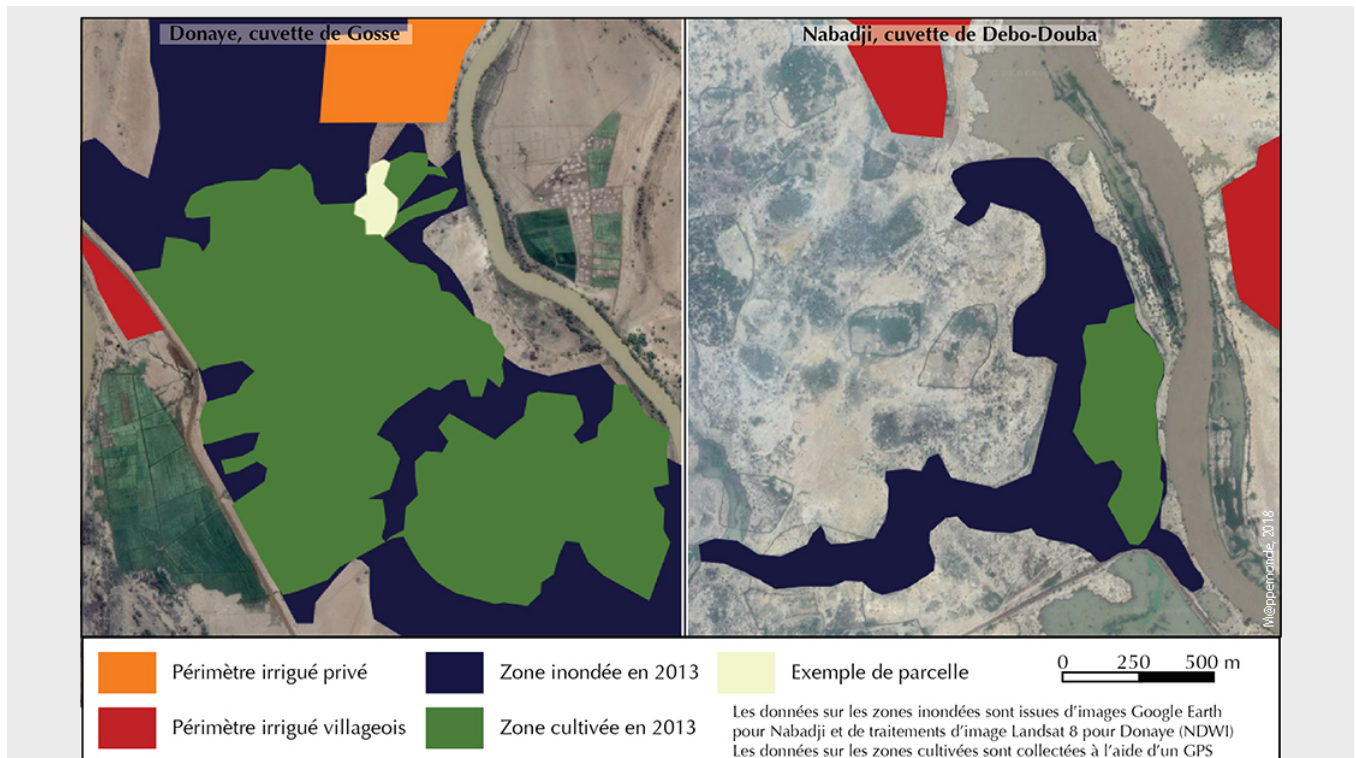 Donaye, cuvette de Gosse
Nabadji, cuvette de Debo-Douba
M@ppemonde, 2018
Périmètre irrigué privé
Zone inondée en 2013
Exemple de parcelle
0 250 500 m
Périmètre irrigué villageois
Zone cultivée en 2013
Les données sur les zones inondées sont issues d'images Google Earth
pour Nabadji et de traitements d'image Landsat 8 pour Donaye (NDWI)
Les données sur les zones cultivées sont collectées à l'aide d'un GPS